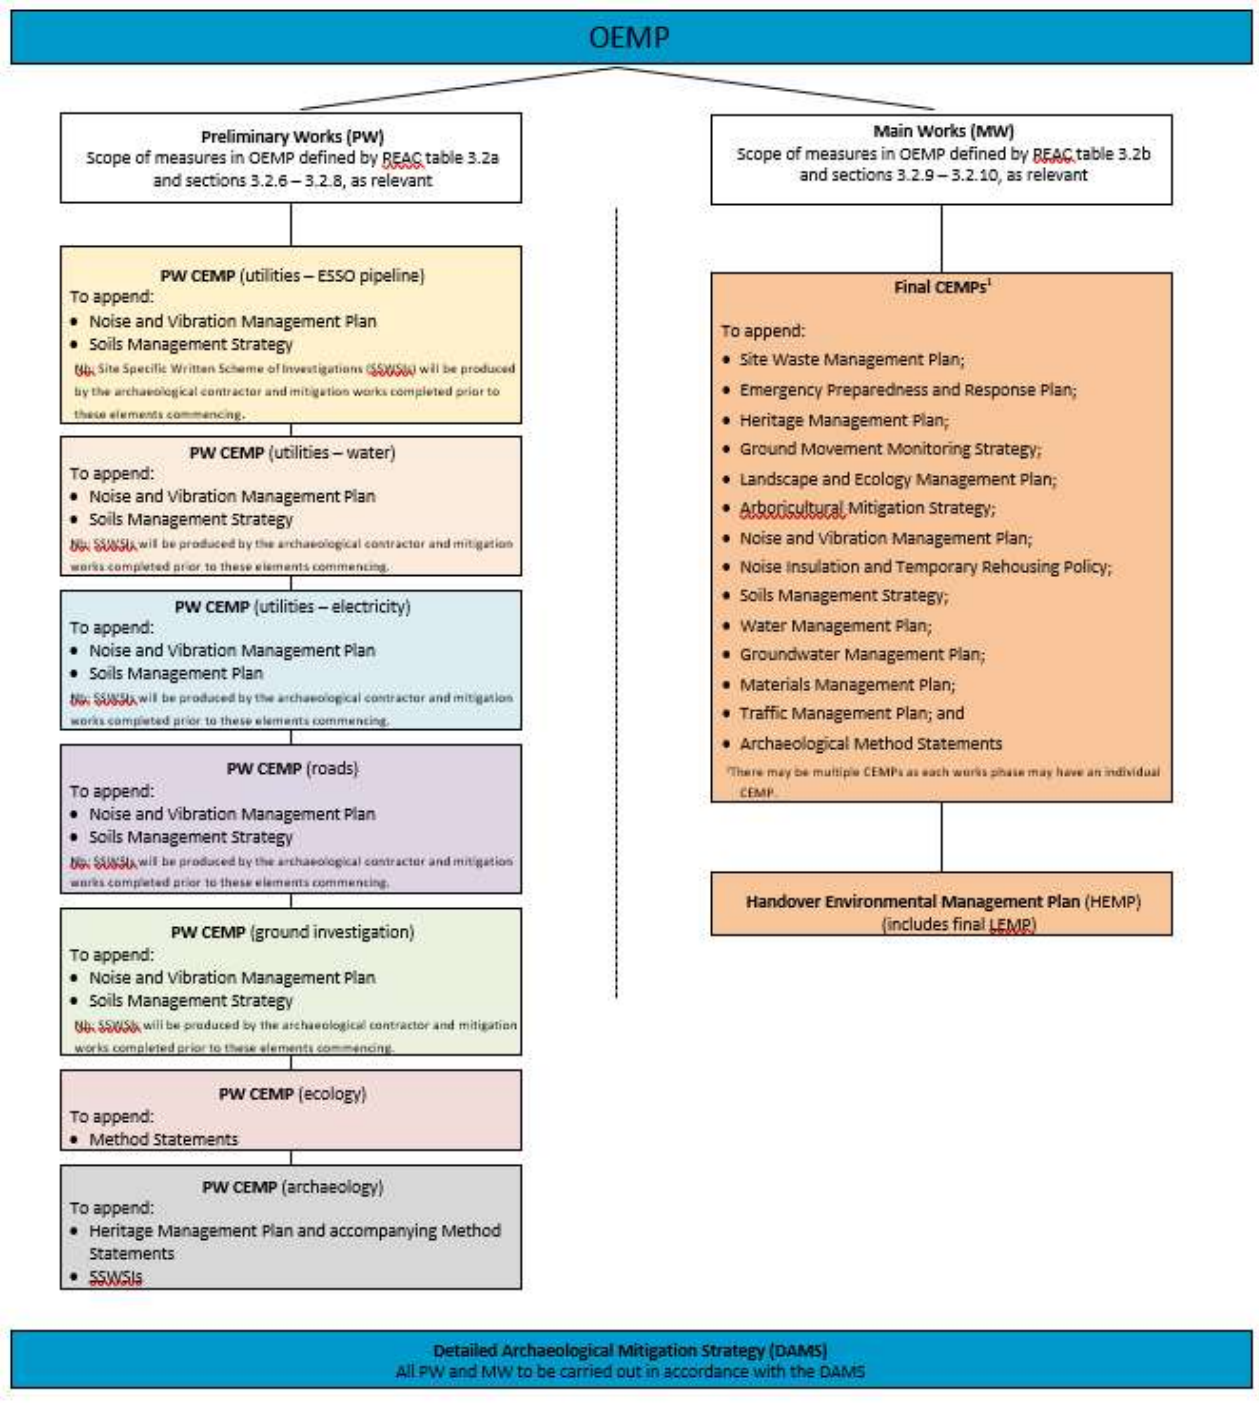 OEMP
Preliminary Works (PW)
Scope of measures in OEMP defined by REAC table 3.2a
and sections 3.2.6 – 3.2.8, as relevant
PW CEMP (utilities – ESSO pipeline)
To append:
• Noise and Vibration Management Plan
• Soils Management Strategy
Nb: Site Specific Written Scheme of Investigations (SSWSIs) will be produced
by the archaeological contractor and mitigation works completed prior to
these elements commencing.
PW CEMP (utilities – water)
To append:
• Noise and Vibration Management Plan
• Soils Management Strategy
Nb: SSWSIs will be produced by the archaeological contractor and mitigation
works completed prior to these elements commencing.
PW CEMP (utilities – electricity)
To append:
• Noise and Vibration Management Plan
• Soils Management Plan
Nb: SSWSIs will be produced by the archaeological contractor and mitigation
works completed prior to these elements commencing.
PW CEMP (roads)
To append:
• Noise and Vibration Management Plan
• Soils Management Strategy
Nb: SSWSIs will be produced by the archaeological contractor and mitigation
works completed prior to these elements commencing.
PW CEMP (ground investigation)
To append:
• Noise and Vibration Management Plan
• Soils Management Strategy
Nb: SSWSIs will be produced by the archaeological contractor and mitigation
works completed prior to these elements commencing.
PW CEMP (ecology)
To append:
• Method Statements
PW CEMP (archaeology)
To append:
• Heritage Management Plan and accompanying Method
Statements
• SSWSIs
Main Works (MW)
Scope of measures in OEMP defined by REAC table 3.2b
and sections 3.2.9 – 3.2.10, as relevant
Final CEMPs¹
To append:
• Site Waste Management Plan;
• Emergency Preparedness and Response Plan;
• Heritage Management Plan;
• Ground Movement Monitoring Strategy;
• Landscape and Ecology Management Plan;
• Arboricultural Mitigation Strategy;
• Noise and Vibration Management Plan;
• Noise Insulation and Temporary Rehousing Policy;
• Soils Management Strategy;
• Water Management Plan;
• Groundwater Management Plan;
• Materials Management Plan;
• Traffic Management Plan; and
• Archaeological Method Statements
¹There may be multiple CEMPs as each works phase may have an individual
CEMP.
Handover Environmental Management Plan (HEMP)
(includes final LEMP)
Detailed Archaeological Mitigation Strategy (DAMS)
All PW and MW to be carried out in accordance with the DAMS